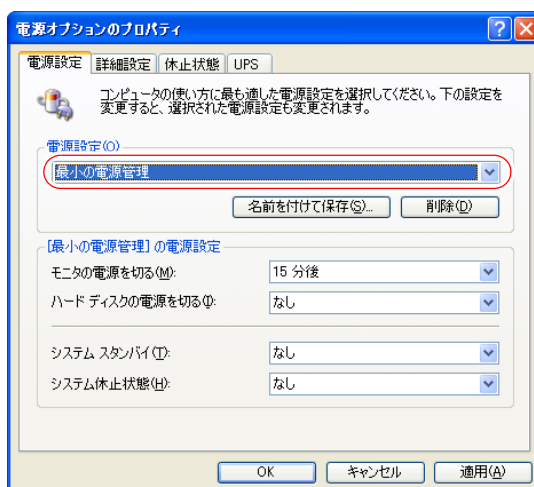 電源オプションのプロパティ
電源設定 詳細設定 休止状態 UPS
コンピュータの使い方に最も適した電源設定を選択してください。下の設定を
変更すると、選択された電源設定も変更されます。
電源設定(O)
最小の電源管理
名前を付けて保存(S)... 削除(D)
[最小の電源管理] の電源設定
モニタの電源を切る(M): 15 分後
ハード ディスクの電源を切る(I): なし
システム スタンバイ(T): なし
システム休止状態(H): なし
OK キャンセル 適用(A)